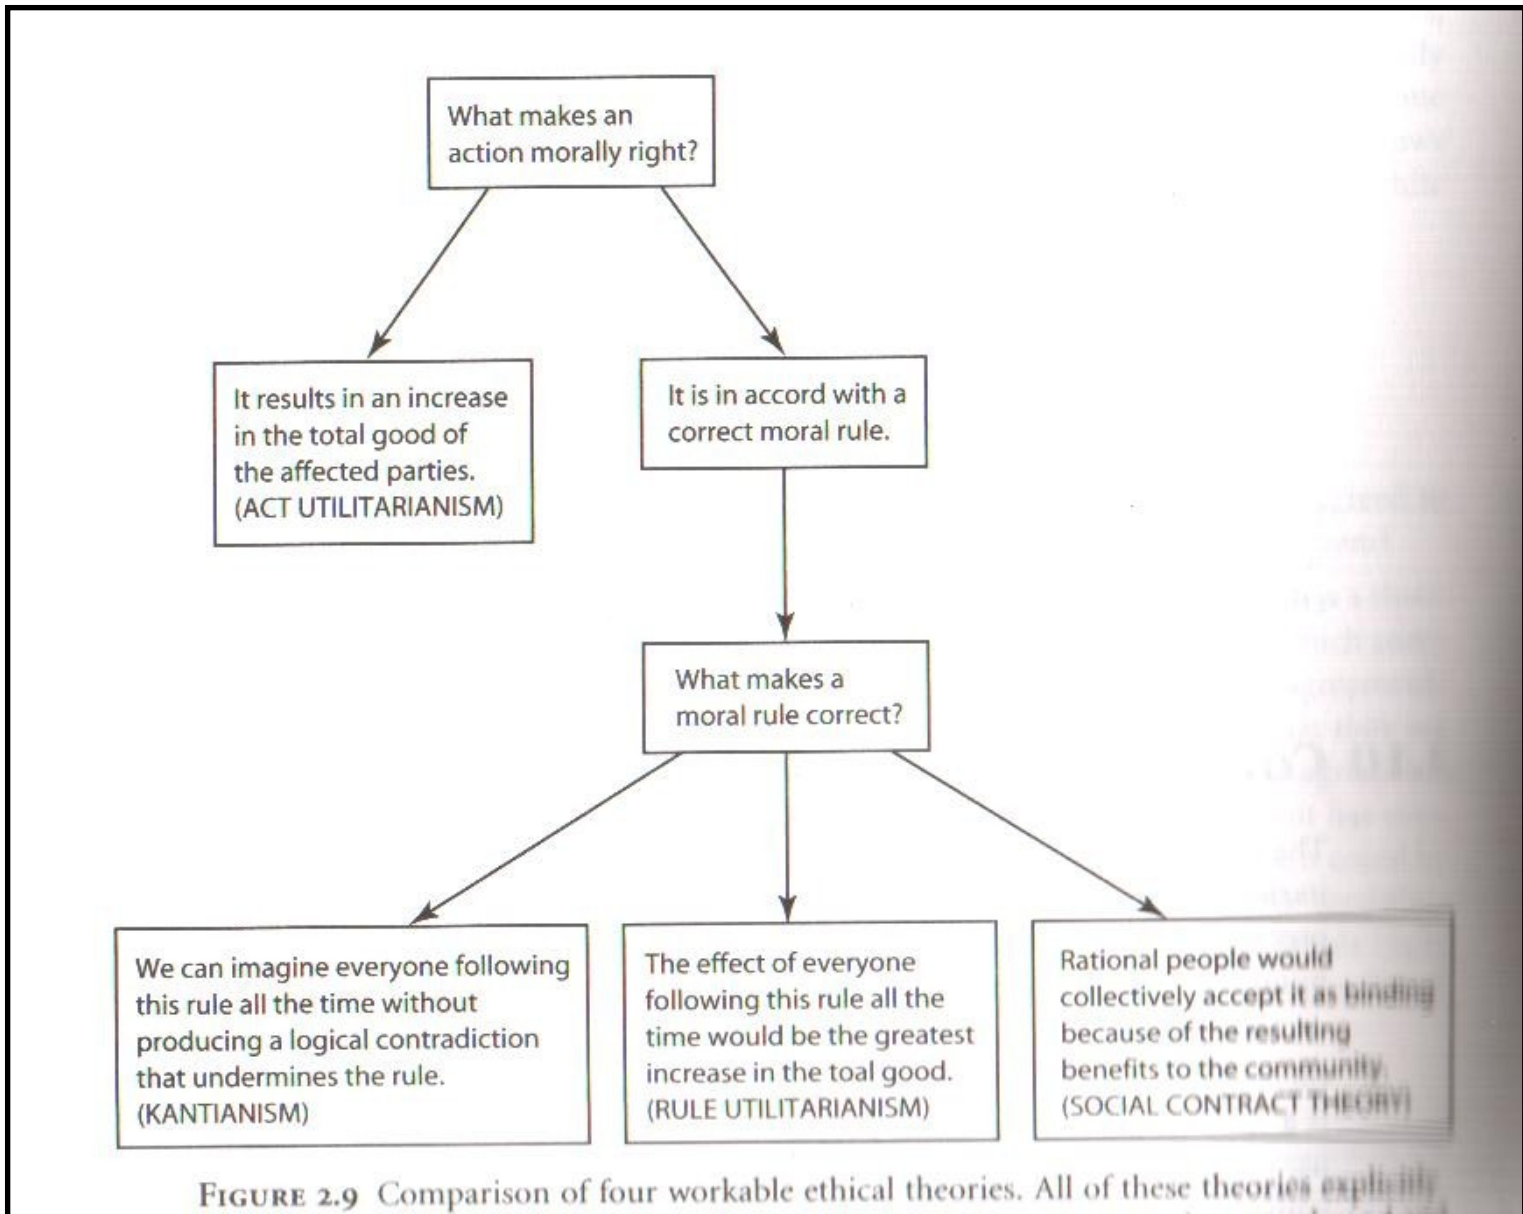 What makes an
action morally right?
It results in an increase
in the total good of
the affected parties.
(ACT UTILITARIANISM)
It is in accord with a
correct moral rule.
What makes a
moral rule correct?
We can imagine everyone following
this rule all the time without
producing a logical contradiction
that undermines the rule.
(KANTIANISM)
The effect of everyone
following this rule all the
time would be the greatest
increase in the toal good.
(RULE UTILITARIANISM)
Rational people would
collectively accept it as binding
because of the resulting
benefits to the community.
(SOCIAL CONTRACT THEORY)
FIGURE 2.9 Comparison of four workable ethical theories. All of these theories explicitly